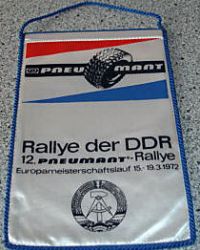 PNEUMANT
Rallye der DDR
12. PNEUMANT-Rallye
Europameisterschaftslauf 15.-19.3.1972